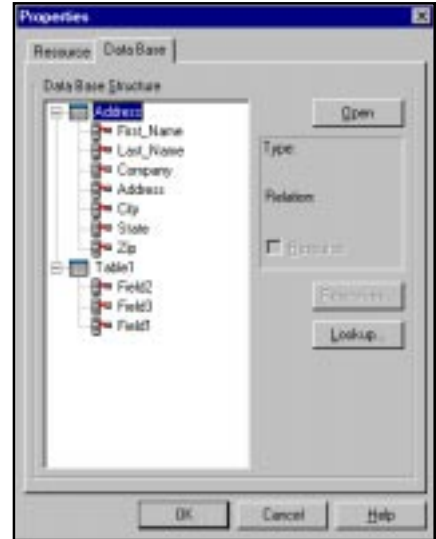 Properties
Resource Data Base
Data Base Structure
Address
First_Name
Last_Name
Company
Address
City
State
Zip
Table1
Field2
Field3
Field1
Open
Type:
Relation:
Lookup...
OK Cancel Help